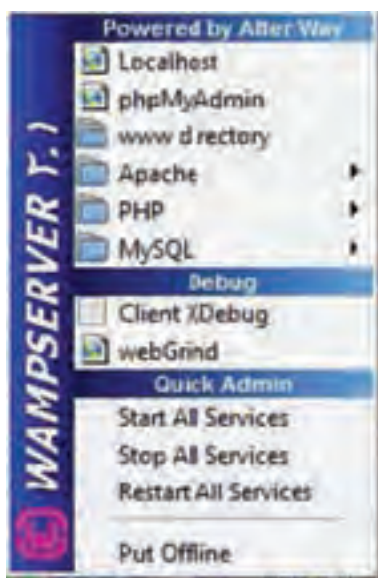 Powered by Alter Way
Localhost
phpMyAdmin
www directory
Apache
PHP
MySQL
Debug
Client XDebug
webGrind
Quick Admin
Start All Services
Stop All Services
Restart All Services
Put Offline
WAMPSERVER